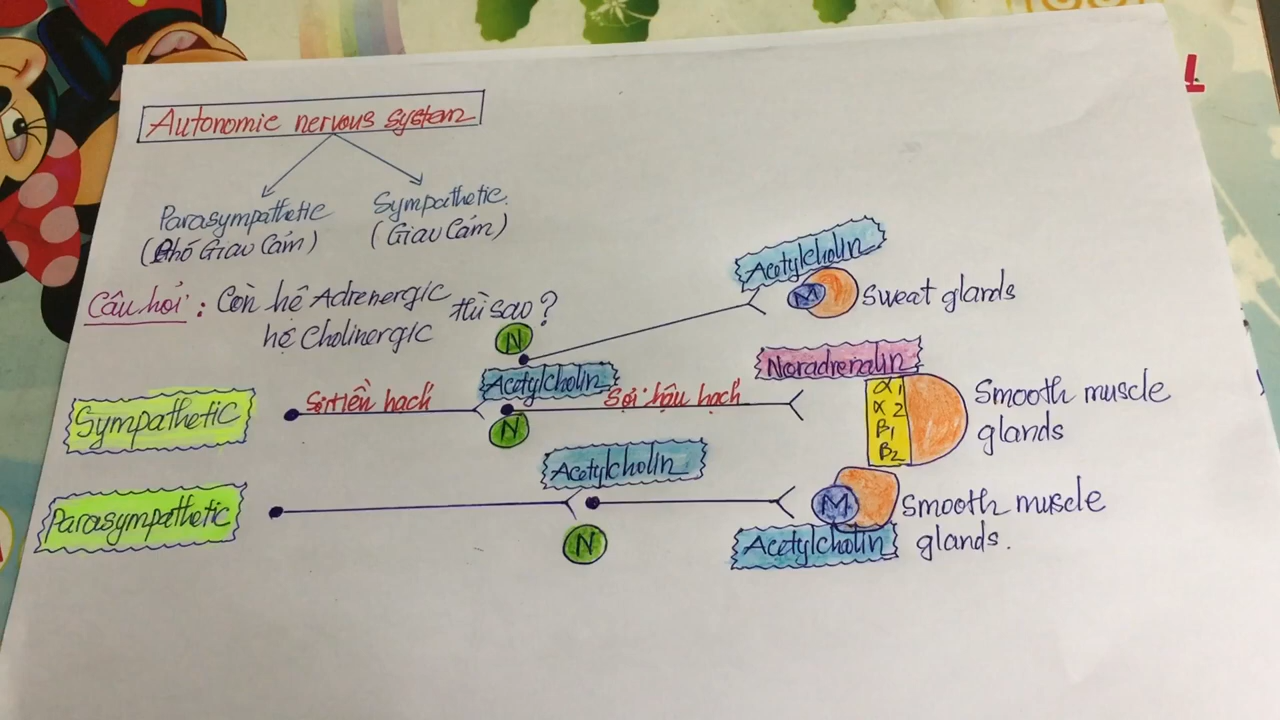 Autonomic nervous system
Parasympathetic
(Phó Giao Cảm)
Sympathetic.
(Giao Cảm)
Câu hỏi : Còn hệ Adrenergic thì sao?
hệ Cholinergic
Acetylcholin
M Sweat glands
N
Noradrenalin
Sympathetic
Sợi tiền hạch
Acetylcholin
N
Sợi hậu hạch
α1
α2
β1
β2
Smooth muscle
glands
Parasympathetic
Acetylcholin
N
M
Smooth muscle
glands.
Acetylcholin